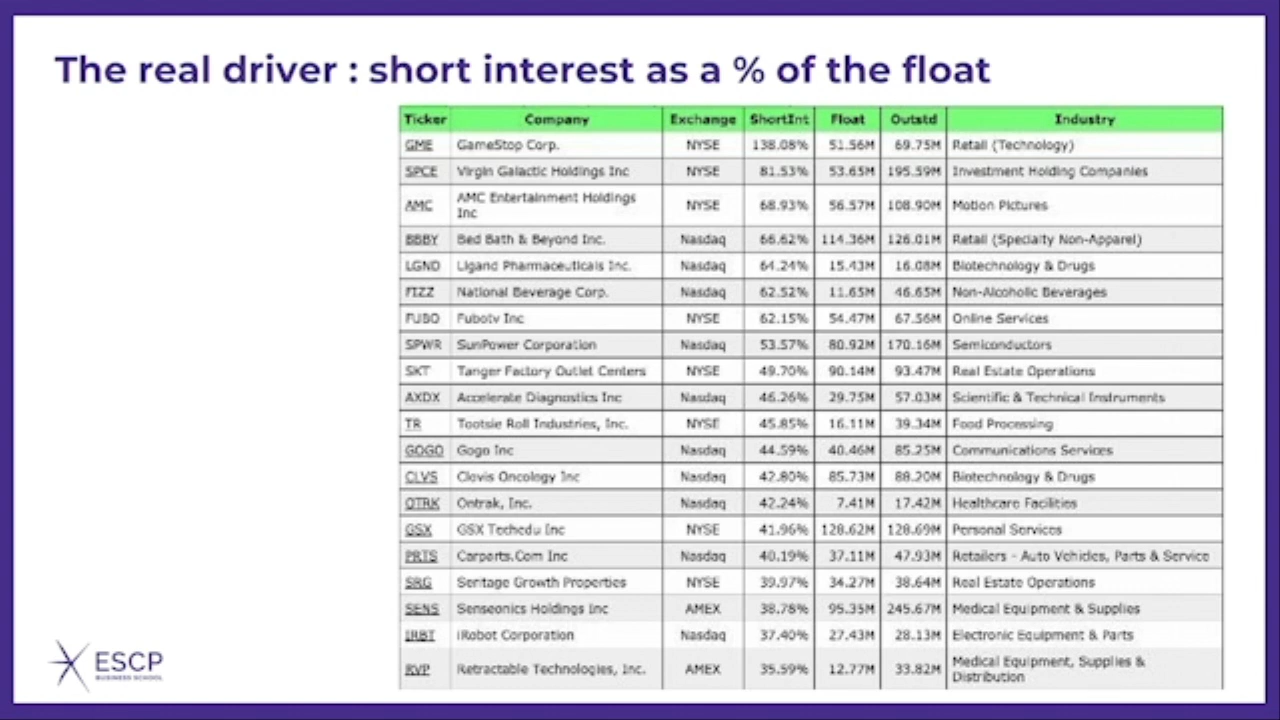 The real driver : short interest as a % of the float
Ticker Company Exchange ShortInt Float Outstd Industry
GME GameStop Corp. NYSE 138.08% 51.56M 69.75M Retail (Technology)
SPCE Virgin Galactic Holdings Inc NYSE 81.53% 53.65M 195.59M Investment Holding Companies
AMC AMC Entertainment Holdings Inc NYSE 68.93% 56.57M 108.90M Motion Pictures
BBBY Bed Bath & Beyond Inc. Nasdaq 66.62% 114.36M 126.01M Retail (Specialty Non-Apparel)
LGND Ligand Pharmaceuticals Inc. Nasdaq 64.24% 15.43M 16.08M Biotechnology & Drugs
FIZZ National Beverage Corp. Nasdaq 62.52% 11.65M 46.65M Non-Alcoholic Beverages
FUBO Fubotv Inc NYSE 62.15% 54.47M 67.56M Online Services
SPWR SunPower Corporation Nasdaq 53.57% 80.92M 170.16M Semiconductors
SKT Tanger Factory Outlet Centers NYSE 49.70% 90.14M 93.47M Real Estate Operations
AXDX Accelerate Diagnostics Inc Nasdaq 46.26% 29.75M 57.03M Scientific & Technical Instruments
TR Tootsie Roll Industries, Inc. NYSE 45.85% 16.11M 39.34M Food Processing
GOGO Gogo Inc Nasdaq 44.59% 40.46M 85.25M Communications Services
CLVS Clovis Oncology Inc Nasdaq 42.80% 85.73M 88.20M Biotechnology & Drugs
OTRK Ontrak, Inc. Nasdaq 42.24% 7.41M 17.42M Healthcare Facilities
GSX GSX Techedu Inc NYSE 41.96% 128.62M 128.69M Personal Services
PRTS Carparts.Com Inc Nasdaq 40.19% 37.11M 47.93M Retailers - Auto Vehicles, Parts & Service
SRG Seritage Growth Properties NYSE 39.97% 34.27M 38.64M Real Estate Operations
SENS Senseonics Holdings Inc AMEX 38.78% 95.35M 245.67M Medical Equipment & Supplies
IRBT iRobot Corporation Nasdaq 37.40% 27.43M 28.13M Electronic Equipment & Parts
RVP Retractable Technologies, Inc. AMEX 35.59% 12.77M 33.82M Medical Equipment, Supplies & Distribution
ESCP
BUSINESS SCHOOL